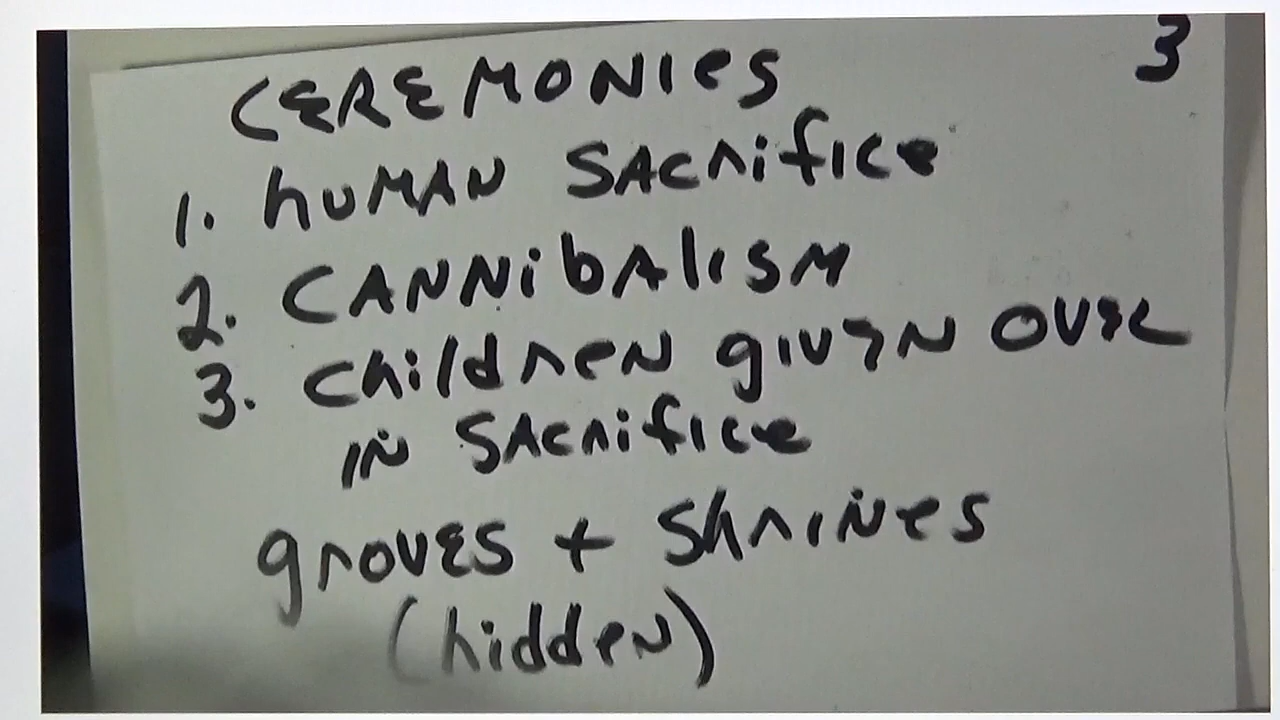 3
CEREMONIES
1. hUMAN SACrifice
2. CANNibAlISM
3. Children given over
IN SACrifice
groves + Shrines
(hidden)